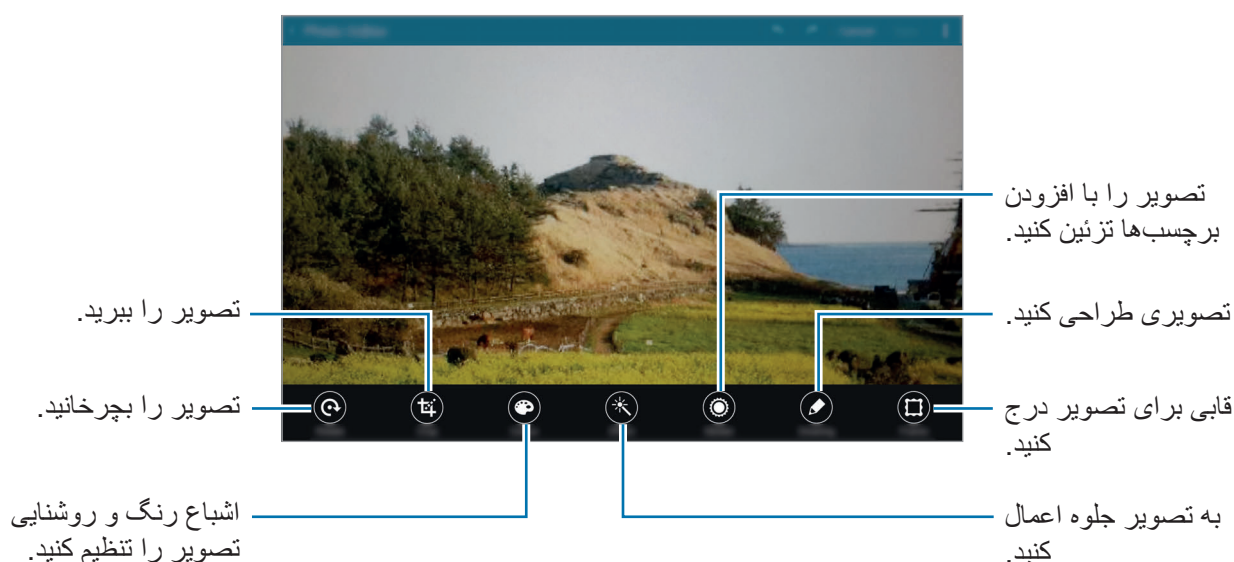 تصویر را با افزودن
برچسب‌ها تزئین کنید.
تصویری طراحی کنید.
قابی برای تصویر درج
کنید.
به تصویر جلوه اعمال
کنید.
تصویر را ببرید.
تصویر را بچرخانید.
اشباع رنگ و روشنایی
تصویر را تنظیم کنید.